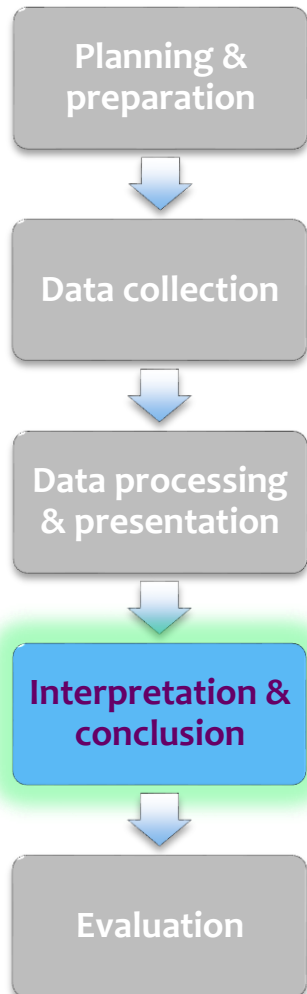 Planning &
preparation
Data collection
Data processing
& presentation
Interpretation &
conclusion
Evaluation